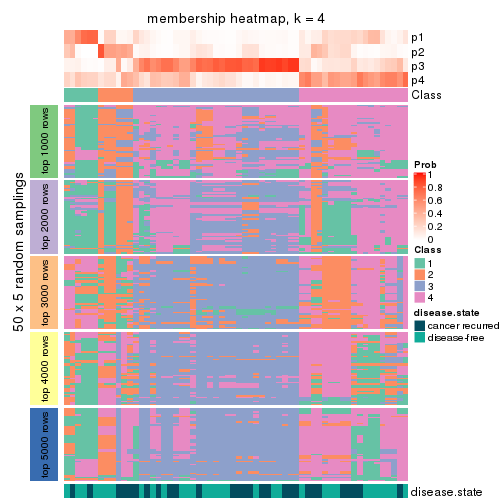 membership heatmap, k = 4
p1
p2
p3
p4
Class
50 x 5 random samplings
top 1000 rows
top 2000 rows
top 3000 rows
top 4000 rows
top 5000 rows
Prob
1
0.8
0.6
0.4
0.2
0
Class
1
2
3
4
disease.state
cancer recurred
disease-free
disease.state